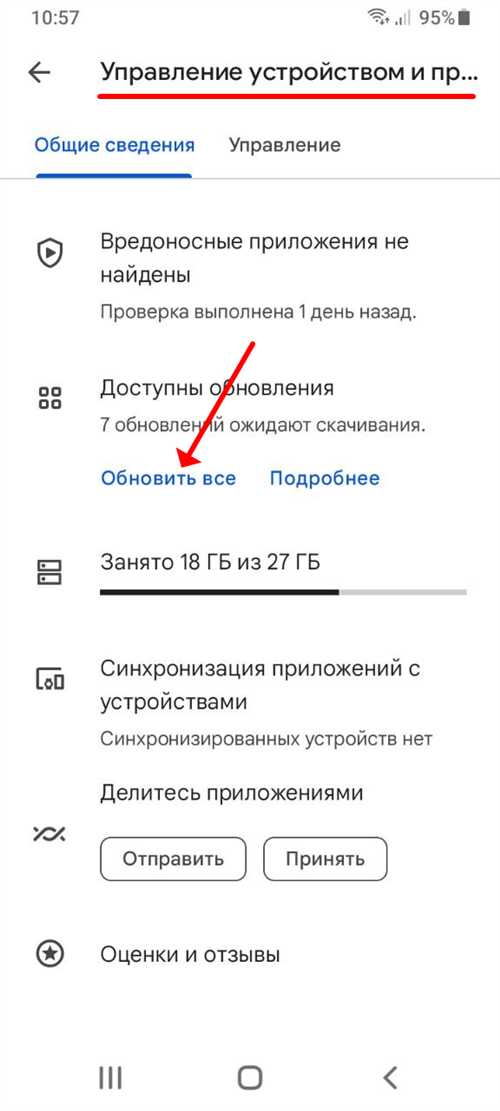 10:57 95%
Управление устройством и пр...
Общие сведения Управление
Вредоносные приложения не
найдены
Проверка выполнена 1 день назад.
Доступны обновления
7 обновлений ожидают скачивания.
Обновить все Подробнее
Занято 18 ГБ из 27 ГБ
Синхронизация приложений с
устройствами
Синхронизированных устройств нет
Делитесь приложениями
Отправить Принять
Оценки и отзывы